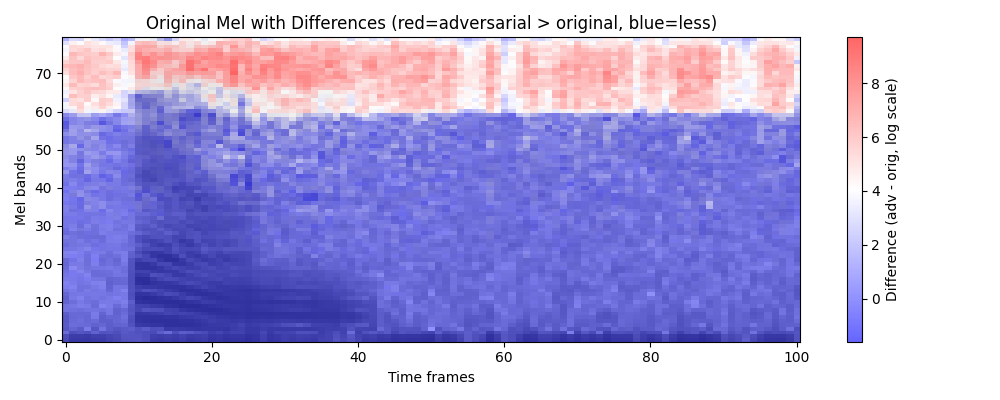 Original Mel with Differences (red=adversarial > original, blue=less)
Mel bands
70
60
50
40
30
20
10
0
0 20 40 60 80 100
Time frames
8
6
4
2
0
Difference (adv - orig, log scale)